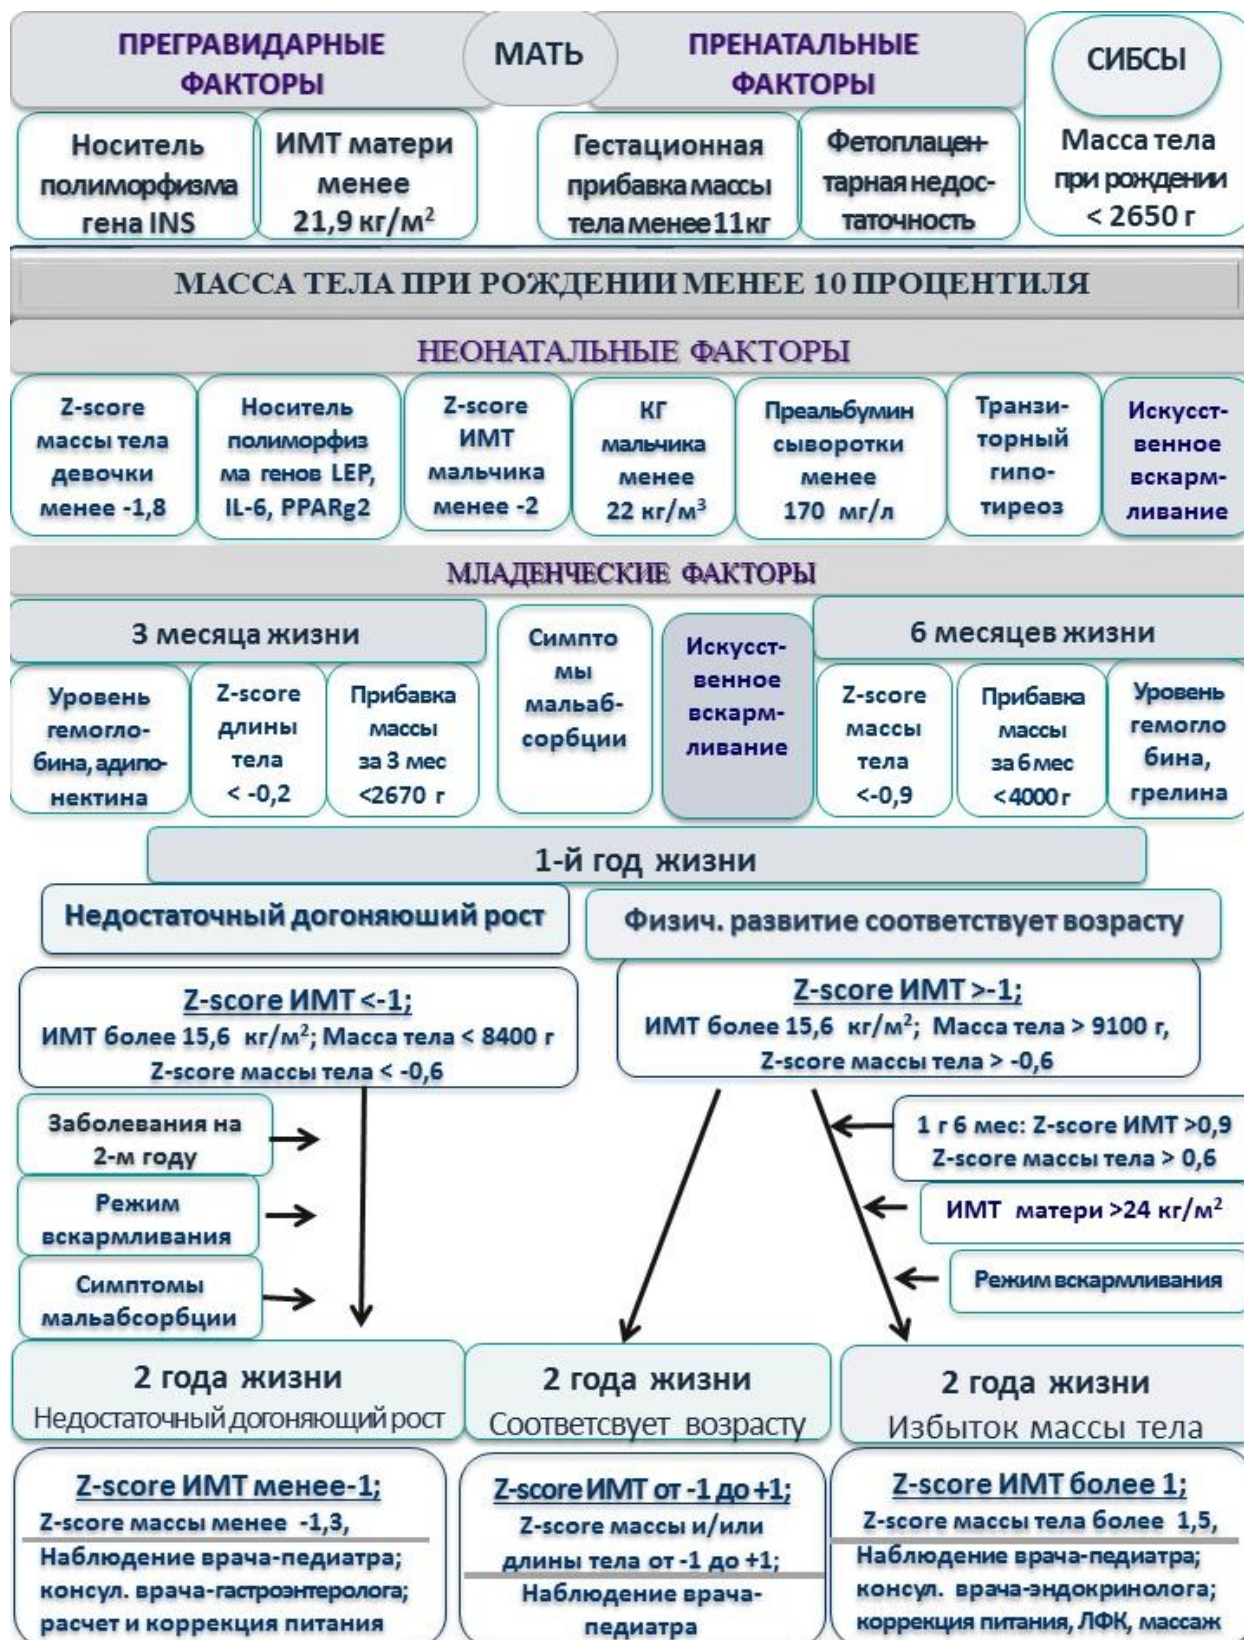 ПРЕГРАВИДАРНЫЕ
ФАКТОРЫ
МАТЬ
ПРЕНАТАЛЬНЫЕ
ФАКТОРЫ
СИБСЫ
Масса тела
при рождении
< 2650 г
Носитель
полиморфизма
гена INS
ИМТ матери
менее
21,9 кг/м²
Гестационная
прибавка массы
тела менее 11 кг
Фетоплацен-
тарная недос-
таточность
МАССА ТЕЛА ПРИ РОЖДЕНИИ МЕНЕЕ 10 ПРОЦЕНТИЛЯ
НЕОНАТАЛЬНЫЕ ФАКТОРЫ
Z-score
массы тела
девочки
менее -1,8
Носитель
полиморфиз
ма генов LEP,
IL-6, PPARg2
Z-score
ИМТ
мальчика
менее -2
КГ
мальчика
менее
22 кг/м³
Преальбумин
сыворотки
менее
170 мг/л
Транзи-
торный
гипо-
тиреоз
Искусст-
венное
вскарм-
ливание
МЛАДЕНЧЕСКИЕ ФАКТОРЫ
3 месяца жизни
Уровень
гемогло-
бина, адипо-
нектина
Z-score
длины
тела
< -0,2
Прибавка
массы
за 3 мес
<2670 г
Симпто
мы
мальаб-
сорбции
Искусст-
венное
вскарм-
ливание
6 месяцев жизни
Z-score
массы
тела
<-0,9
Прибавка
массы
за 6 мес
<4000 г
Уровень
гемогло
бина,
грелина
1-й год жизни
Недостаточный догоняюший рост
Физич. развитие соответствует возрасту
Z-score ИМТ <-1;
ИМТ более 15,6 кг/м²; Масса тела < 8400 г
Z-score массы тела < -0,6
Z-score ИМТ >-1;
ИМТ более 15,6 кг/м²; Масса тела > 9100 г,
Z-score массы тела > -0,6
Заболевания на
2-м году
Режим
вскармливания
Симптомы
мальабсорбции
1 г 6 мес: Z-score ИМТ >0,9
Z-score массы тела > 0,6
ИМТ матери >24 кг/м²
Режим вскармливания
2 года жизни
Недостаточный догоняющий рост
2 года жизни
Соответсвует возрасту
2 года жизни
Избыток массы тела
Z-score ИМТ менее-1;
Z-score массы менее -1,3,
Наблюдение врача-педиатра;
консул. врача-гастроэнтеролога;
расчет и коррекция питания
Z-score ИМТ от -1 до +1;
Z-score массы и/или
длины тела от -1 до +1;
Наблюдение врача-
педиатра
Z-score ИМТ более 1;
Z-score массы тела более 1,5,
Наблюдение врача-педиатра;
консул. врача-эндокринолога;
коррекция питания, ЛФК, массаж